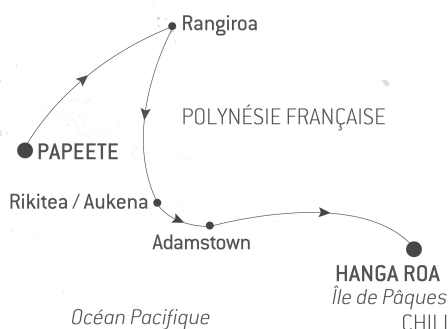 Rangiroa
POLYNÉSIE FRANÇAISE
PAPEETE
Rikitea / Aukena
Adamstown
HANGA ROA
Île de Pâques
CHILI
Océan Pacifique